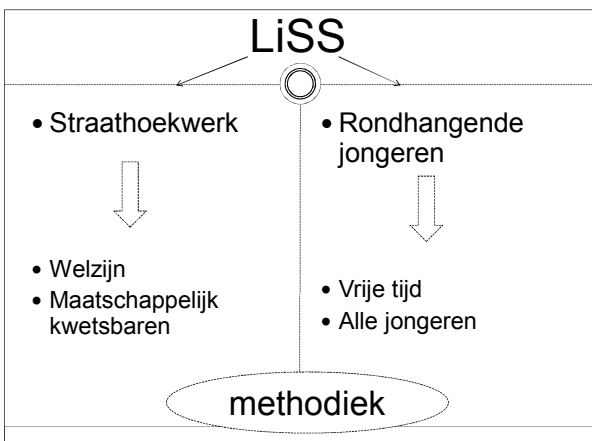 LiSS
• Straathoekwerk
• Welzijn
• Maatschappelijk
kwetsbaren
• Rondhangende
jongeren
• Vrije tijd
• Alle jongeren
methodiek